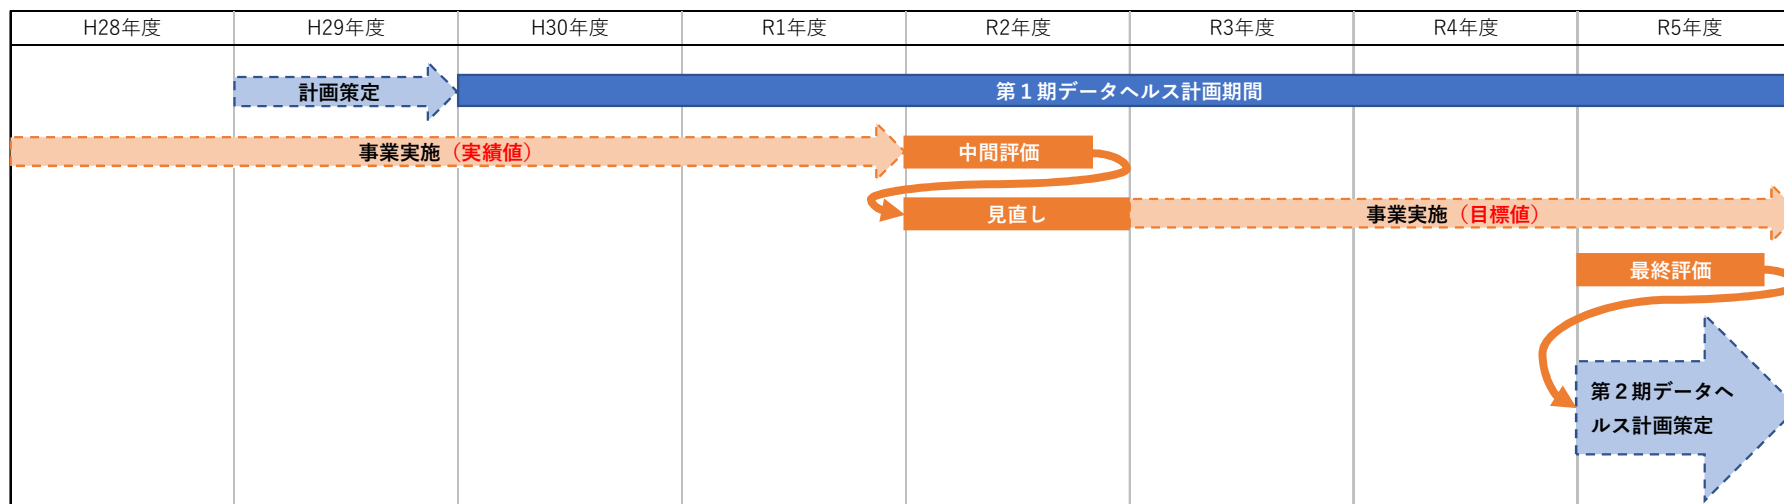 H28年度 H29年度 H30年度 R1年度 R2年度 R3年度 R4年度 R5年度
計画策定
第１期データヘルス計画期間
事業実施（実績値）
中間評価
見直し
事業実施（目標値）
最終評価
第２期データヘ
ルス計画策定